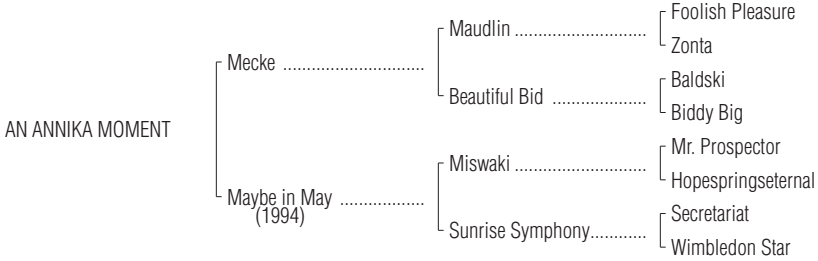 Foolish Pleasure
Maudlin ............................
Zonta
Mecke ..............................
Baldski
Beautiful Bid ....................
Biddy Big
AN ANNIKA MOMENT
Mr. Prospector
Miswaki ............................
Hopespringseternal
Maybe in May ..................
(1994)
Secretariat
Sunrise Symphony............
Wimbledon Star